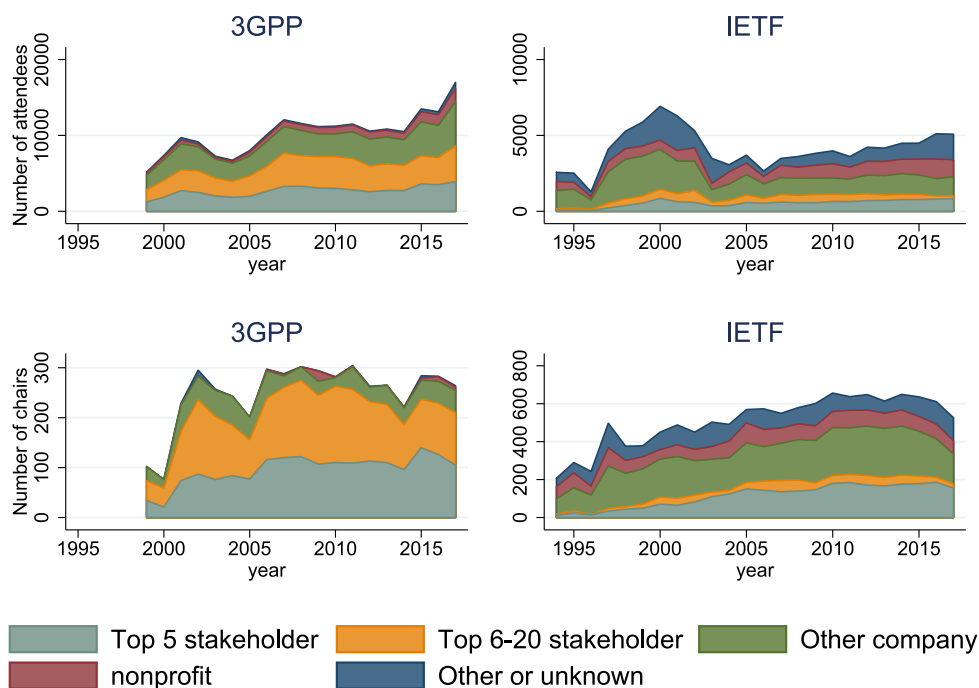 3GPP
Number of attendees
0 10000 20000
1995 2000 2005 2010 2015
year
IETF
0 5000 10000
1995 2000 2005 2010 2015
year
3GPP
Number of chairs
0 100 200 300
1995 2000 2005 2010 2015
year
IETF
0 200 400 600 800
1995 2000 2005 2010 2015
year
Top 5 stakeholder Top 6-20 stakeholder Other company
nonprofit Other or unknown